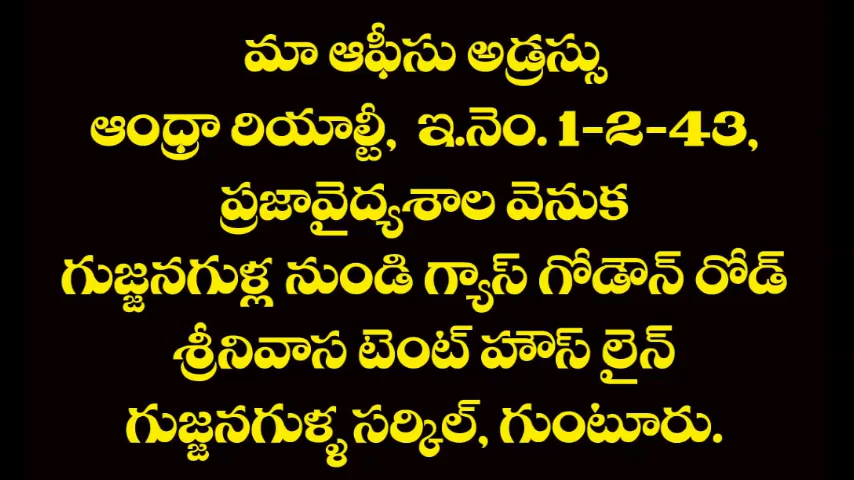 మా ఆఫీసు అడ్రస్సు
ఆంధ్రా రియాల్టీ, ఇ.నెం. 1-2-43,
ప్రజావైద్యశాల వెనుక
గుజ్జనగుళ్ల నుండి గ్యాస్ గోడౌన్ రోడ్
శ్రీనివాస టెంట్ హౌస్ లైన్
గుజ్జనగుళ్ళ సర్కిల్, గుంటూరు.